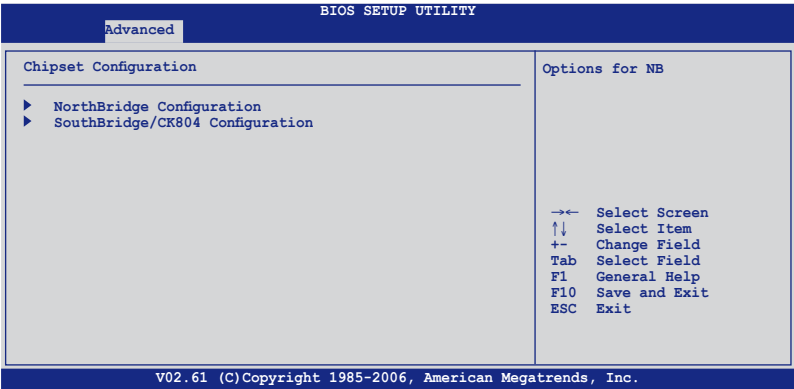 BIOS SETUP UTILITY
Advanced
Chipset Configuration
NorthBridge Configuration
SouthBridge/CK804 Configuration
Options for NB
→← Select Screen
↑↓ Select Item
+- Change Field
Tab Select Field
F1 General Help
F10 Save and Exit
ESC Exit
V02.61 (C)Copyright 1985-2006, American Megatrends, Inc.